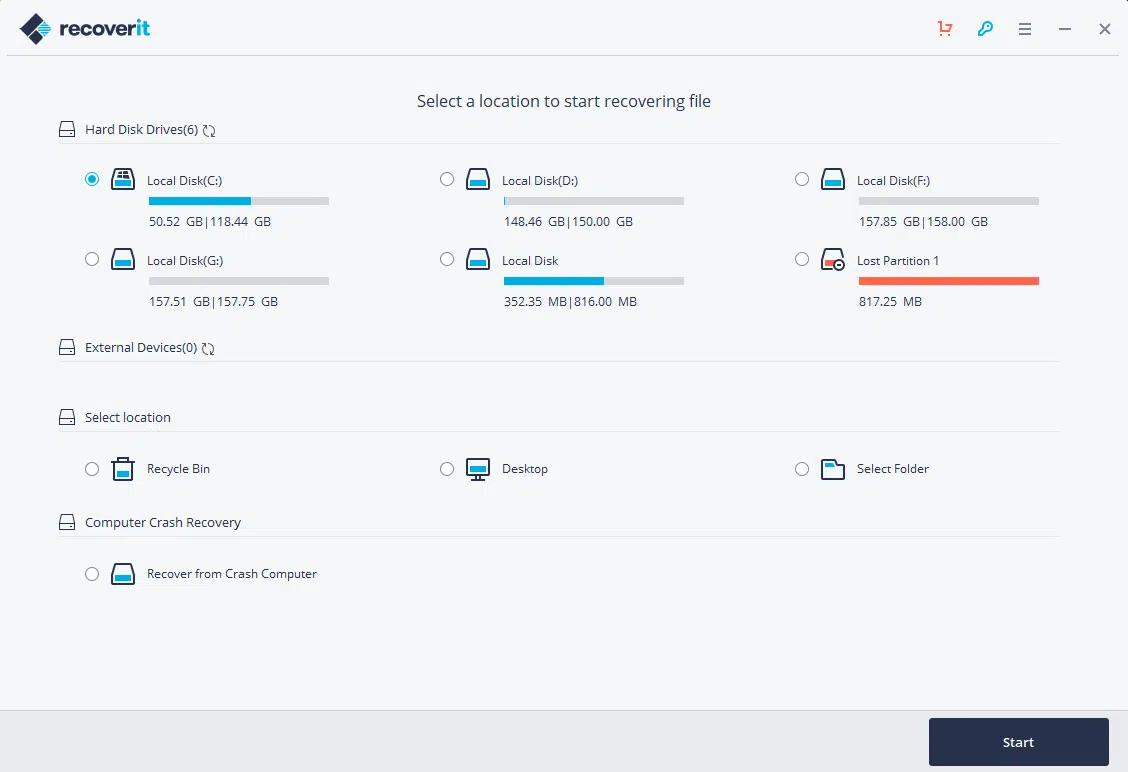 recoverit
Select a location to start recovering file
Hard Disk Drives(6)
Local Disk(C:)
50.52 GB|118.44 GB
Local Disk(D:)
148.46 GB|150.00 GB
Local Disk(F:)
157.85 GB|158.00 GB
Local Disk(G:)
157.51 GB|157.75 GB
Local Disk
352.35 MB|816.00 MB
Lost Partition 1
817.25 MB
External Devices(0)
Select location
Recycle Bin
Desktop
Select Folder
Computer Crash Recovery
Recover from Crash Computer
Start